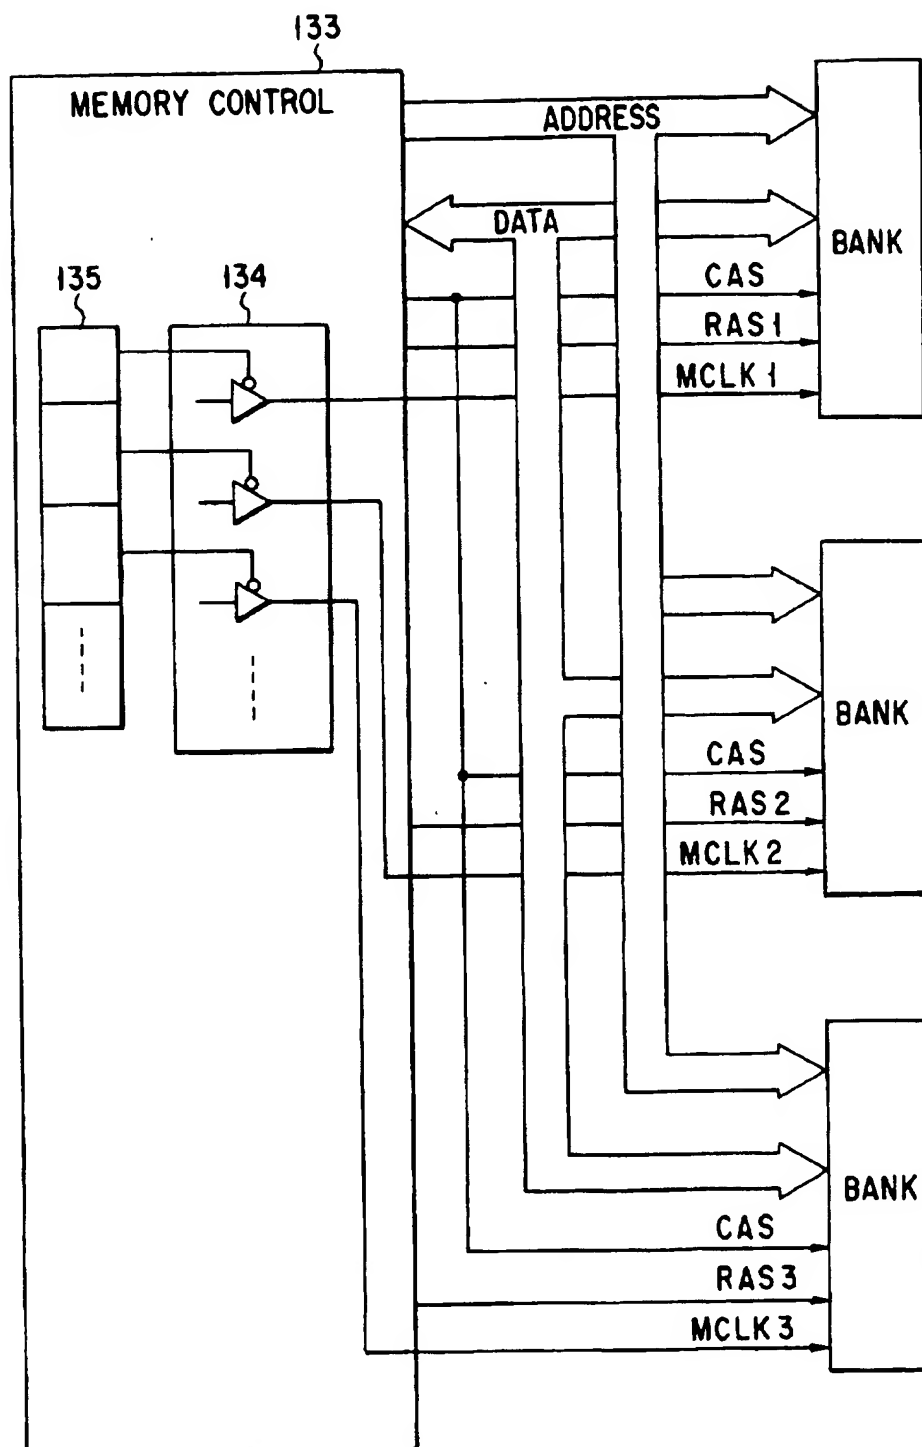 133
MEMORY CONTROL
ADDRESS
DATA
BANK
135
134
CAS
RAS1
MCLK1
BANK
CAS
RAS2
MCLK2
BANK
CAS
RAS3
MCLK3